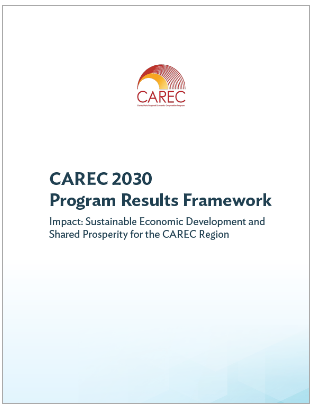 CAREC
CAREC 2030
Program Results Framework
Impact: Sustainable Economic Development and
Shared Prosperity for the CAREC Region